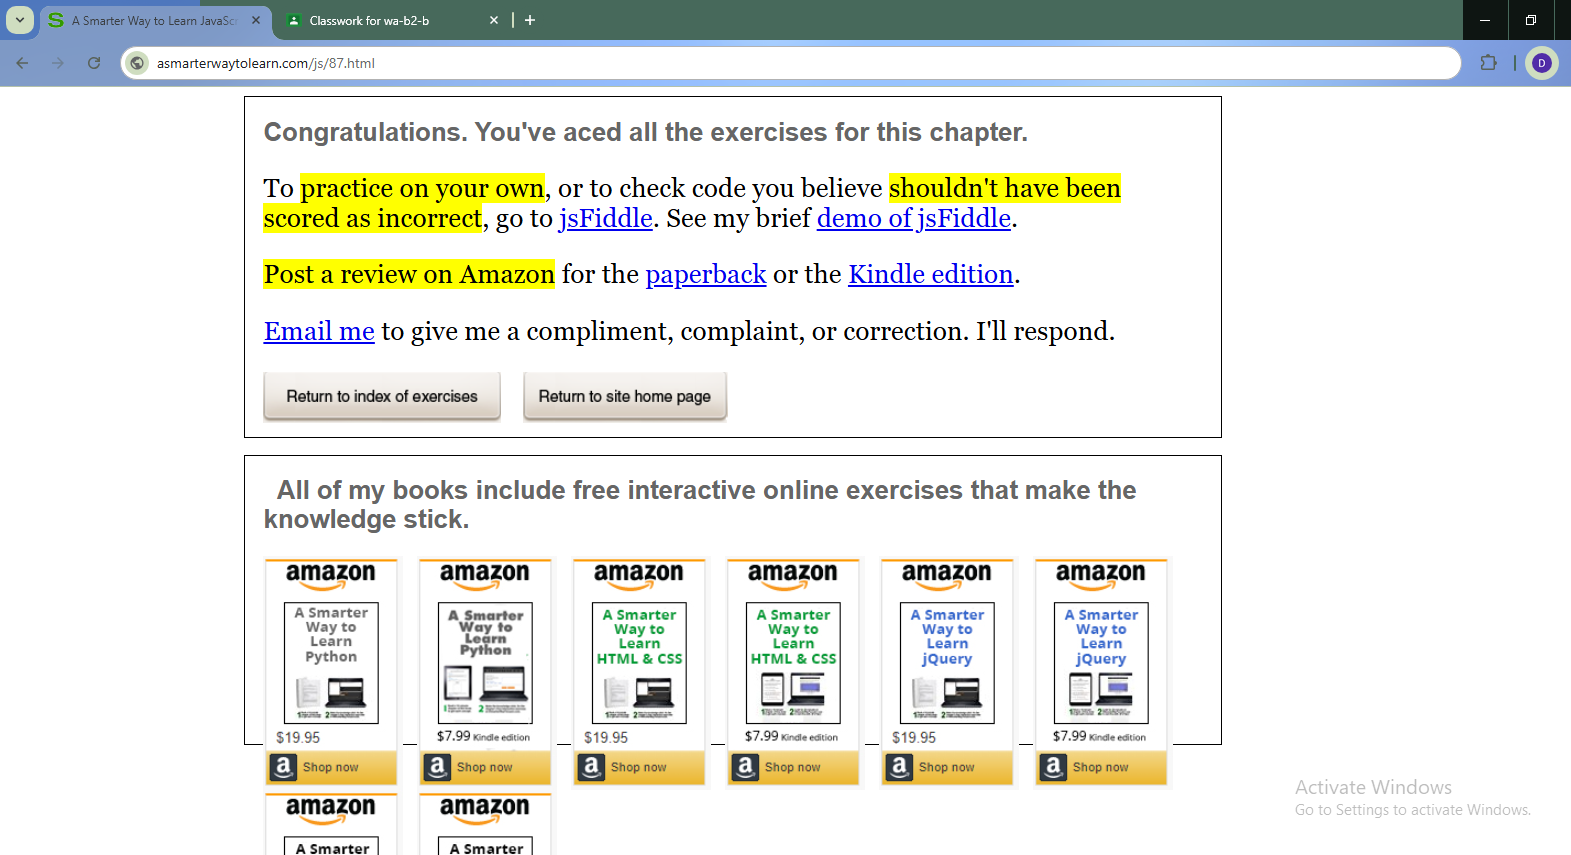 A Smarter Way to Learn JavaSc
Classwork for wa-b2-b
asmarterwaytolearn.com/js/87.html
D
Congratulations. You've aced all the exercises for this chapter.
To practice on your own, or to check code you believe shouldn't have been
scored as incorrect, go to jsFiddle. See my brief demo of jsFiddle.
Post a review on Amazon for the paperback or the Kindle edition.
Email me to give me a compliment, complaint, or correction. I'll respond.
Return to index of exercises Return to site home page
All of my books include free interactive online exercises that make the
knowledge stick.
amazon amazon amazon amazon amazon amazon
A Smarter A Smarter A Smarter A Smarter A Smarter A Smarter
Way to Way to Way to Way to Way to Way to
Learn Learn Learn Learn Learn Learn
Python Python HTML & CSS HTML & CSS jQuery jQuery
$19.95 $7.99 Kindle edition $19.95 $7.99 Kindle edition $19.95 $7.99 Kindle edition
a Shop now a Shop now a Shop now a Shop now a Shop now a Shop now
amazon amazon
A Smarter A Smarter
Activate Windows
Go to Settings to activate Windows.